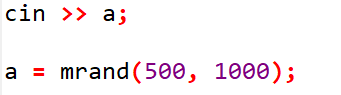 cin >> a;
a = mrand(500, 1000);